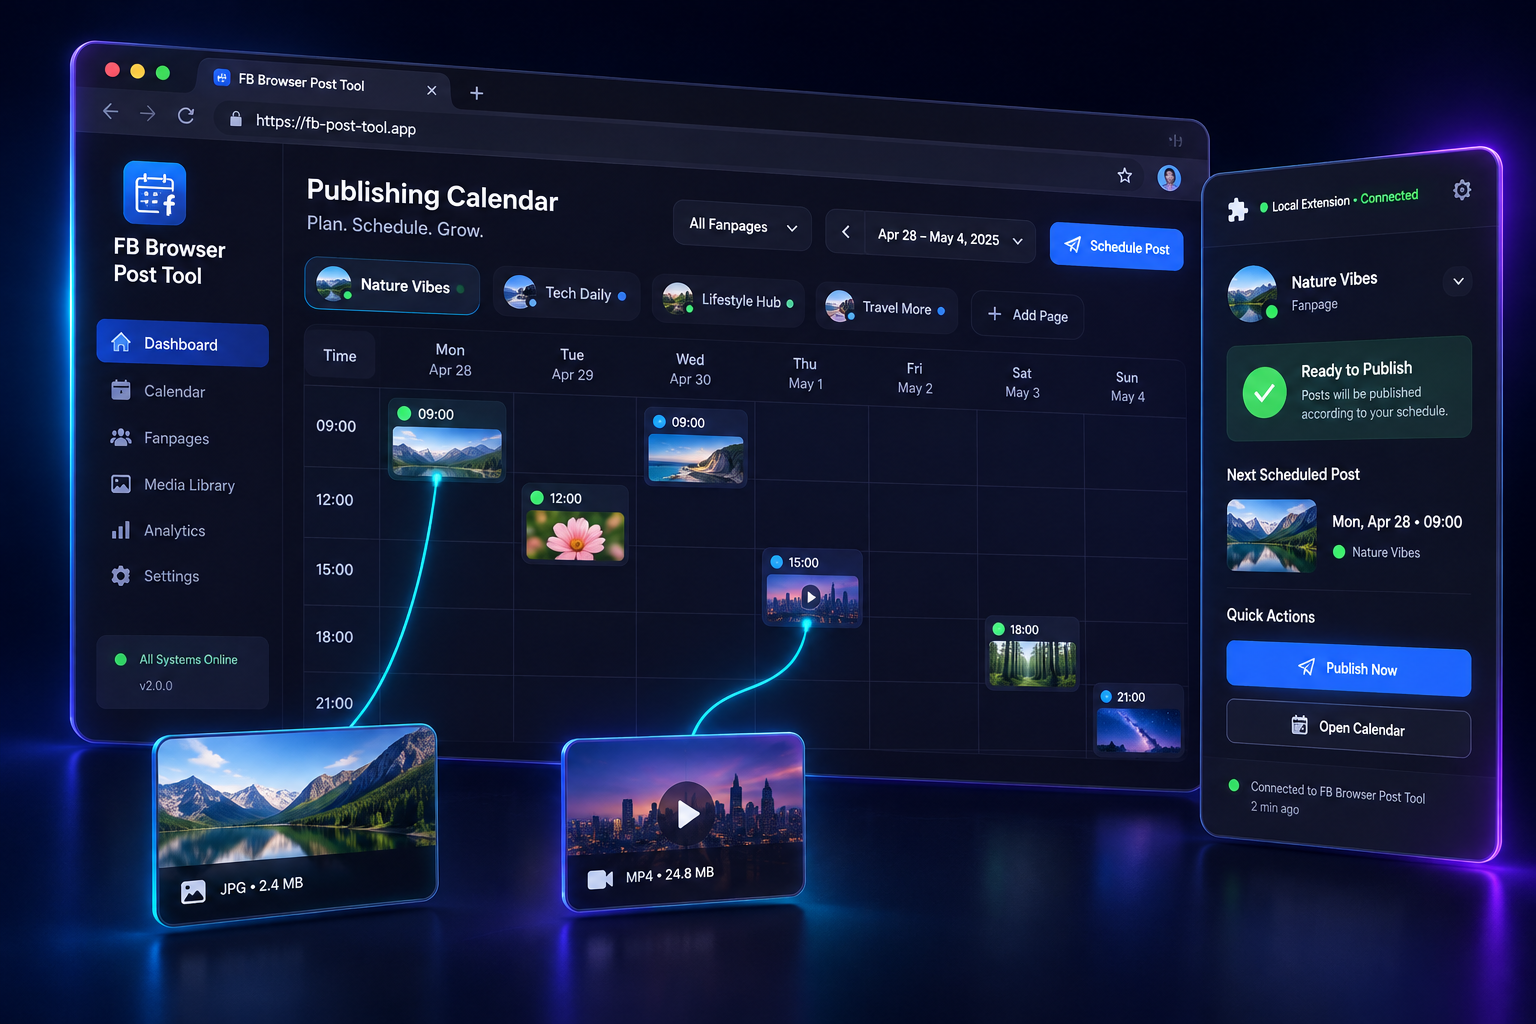 FB Browser Post Tool
https://fb-post-tool.app
FB Browser
Post Tool
Dashboard
Calendar
Fanpages
Media Library
Analytics
Settings
All Systems Online
v2.0.0
Publishing Calendar
Plan. Schedule. Grow.
All Fanpages
Apr 28 – May 4, 2025
Schedule Post
Nature Vibes
Tech Daily
Lifestyle Hub
Travel More
+ Add Page
Time
Mon
Apr 28
Tue
Apr 29
Wed
Apr 30
Thu
May 1
Fri
May 2
Sat
May 3
Sun
May 4
09:00
09:00
09:00
12:00
12:00
15:00
15:00
18:00
18:00
21:00
21:00
JPG • 2.4 MB
MP4 • 24.8 MB
Local Extension • Connected
Nature Vibes
Fanpage
Ready to Publish
Posts will be published
according to your schedule.
Next Scheduled Post
Mon, Apr 28 • 09:00
Nature Vibes
Quick Actions
Publish Now
Open Calendar
Connected to FB Browser Post Tool
2 min ago